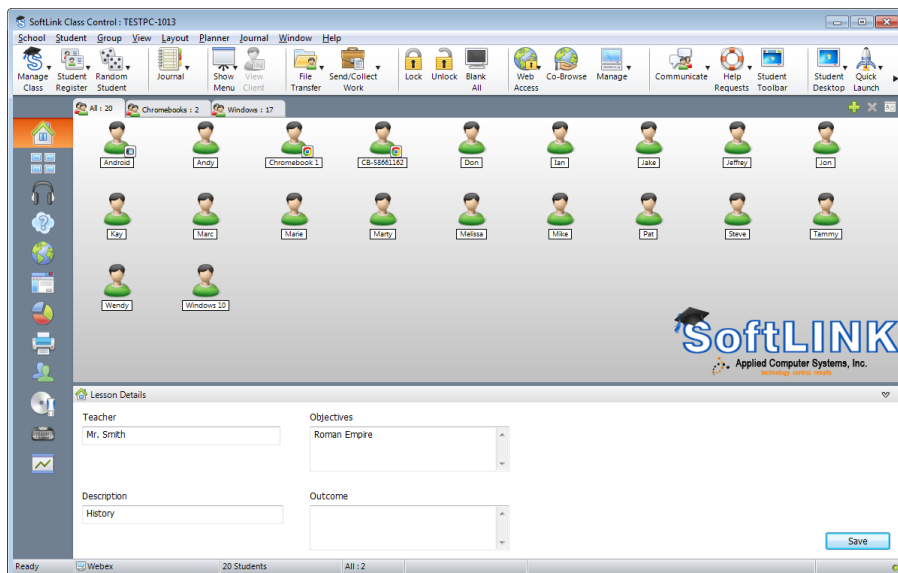 SoftLink Class Control : TESTPC-1013
School Student Group View Layout Planner Journal Window Help
Manage Class
Student Register
Random Student
Journal
Show Menu
View Client
File Transfer
Send/Collect Work
Lock
Unlock
Blank All
Web Access
Co-Browse
Manage
Communicate
Help Requests
Student Toolbar
Student Desktop
Quick Launch
All : 20
Chromebooks : 2
Windows : 17
Android Andy Chromebook 1 CB-58661162 Don Ian Jake Jeffrey Jon
Kay Marc Marie Marty Melissa Mike Pat Steve Tammy
Wendy Windows 10
SoftLINK
Applied Computer Systems, Inc.
technology. control. results
Lesson Details
Teacher
Mr. Smith
Objectives
Roman Empire
Description
History
Outcome
Save
Ready Webex 20 Students All : 2